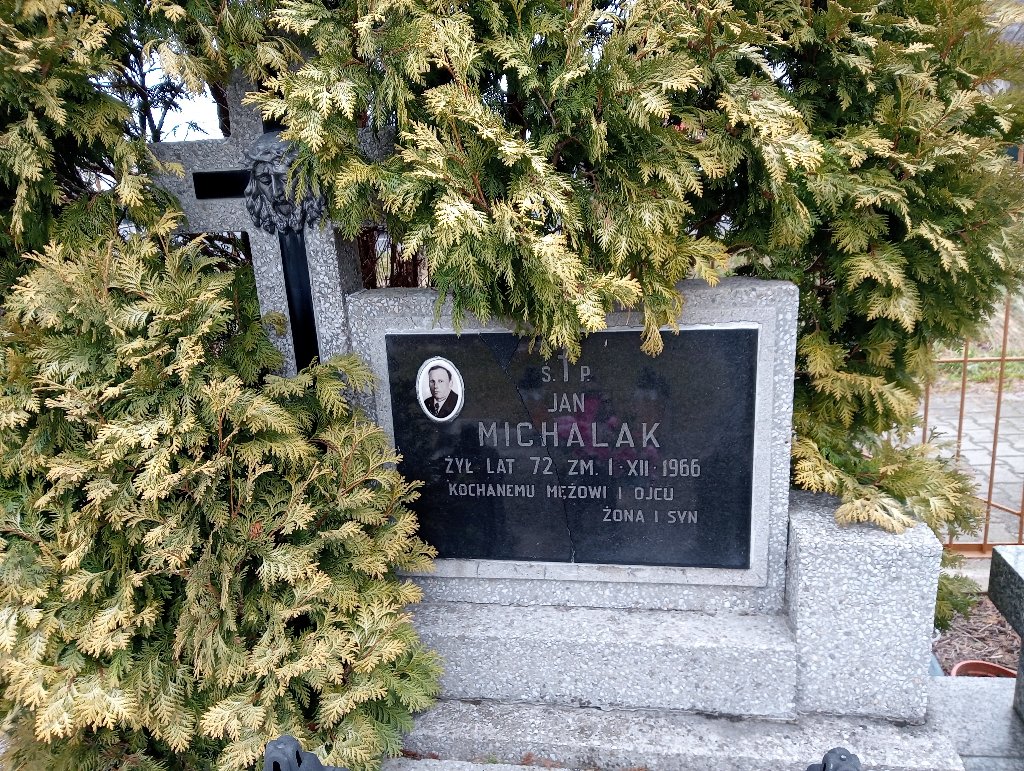 Ś. † P.
JAN
MICHALAK
ŻYŁ LAT 72 ZM. 1·XII·1966
KOCHANEMU MĘŻOWI I OJCU
ŻONA I SYN